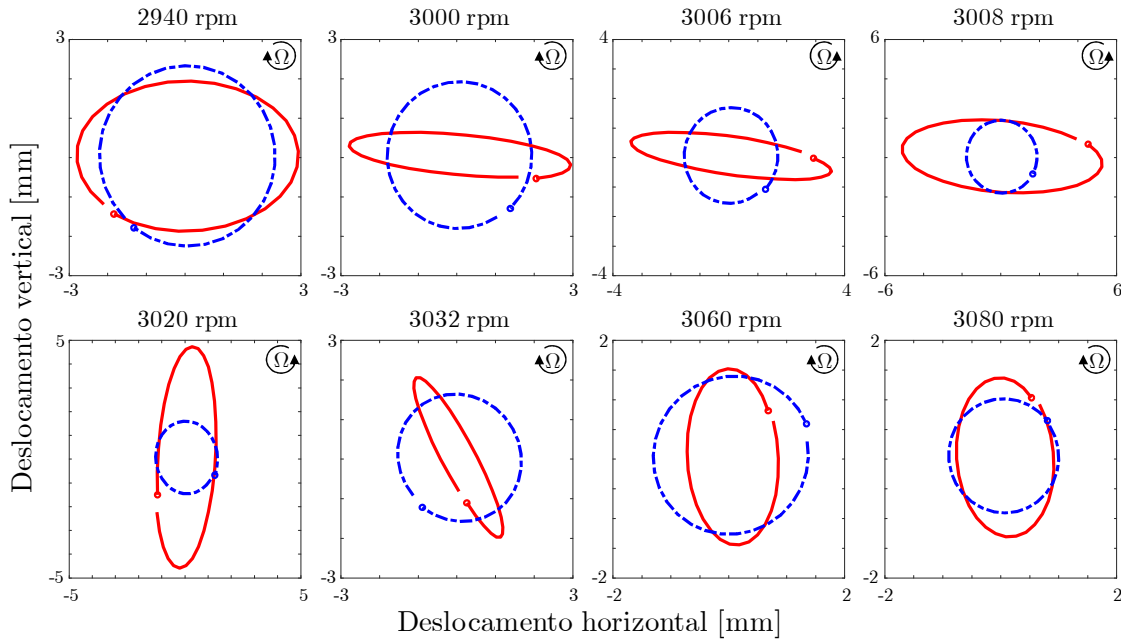 2940 rpm 3000 rpm 3006 rpm 3008 rpm
3 3 4 6
Ω Ω Ω Ω
-3 -3 -4 -6
-3 3 -3 3 -4 4 -6 6
3020 rpm 3032 rpm 3060 rpm 3080 rpm
5 3 2 2
Ω Ω Ω Ω
-5 -3 -2 -2
-5 5 -3 3 -2 2 -2 2
Deslocamento vertical [mm]
Deslocamento horizontal [mm]